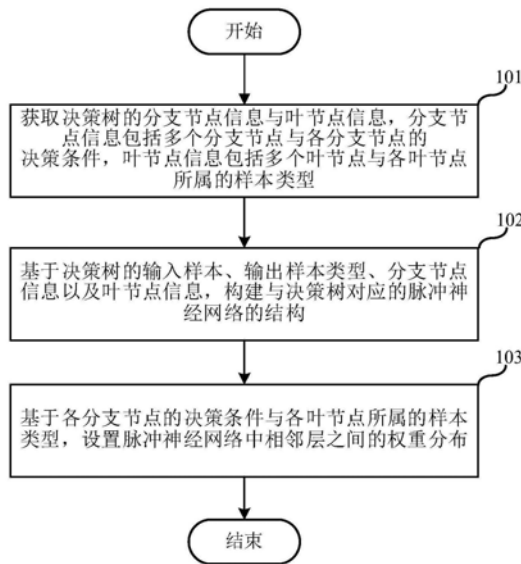 开始
101
获取决策树的分支节点信息与叶节点信息，分支节
点信息包括多个分支节点与各分支节点的
决策条件，叶节点信息包括多个叶节点与各叶节点
所属的样本类型
102
基于决策树的输入样本、输出样本类型、分支节点
信息以及叶节点信息，构建与决策树对应的脉冲神
经网络的结构
103
基于各分支节点的决策条件与各叶节点所属的样本
类型，设置脉冲神经网络中相邻层之间的权重分布
结束